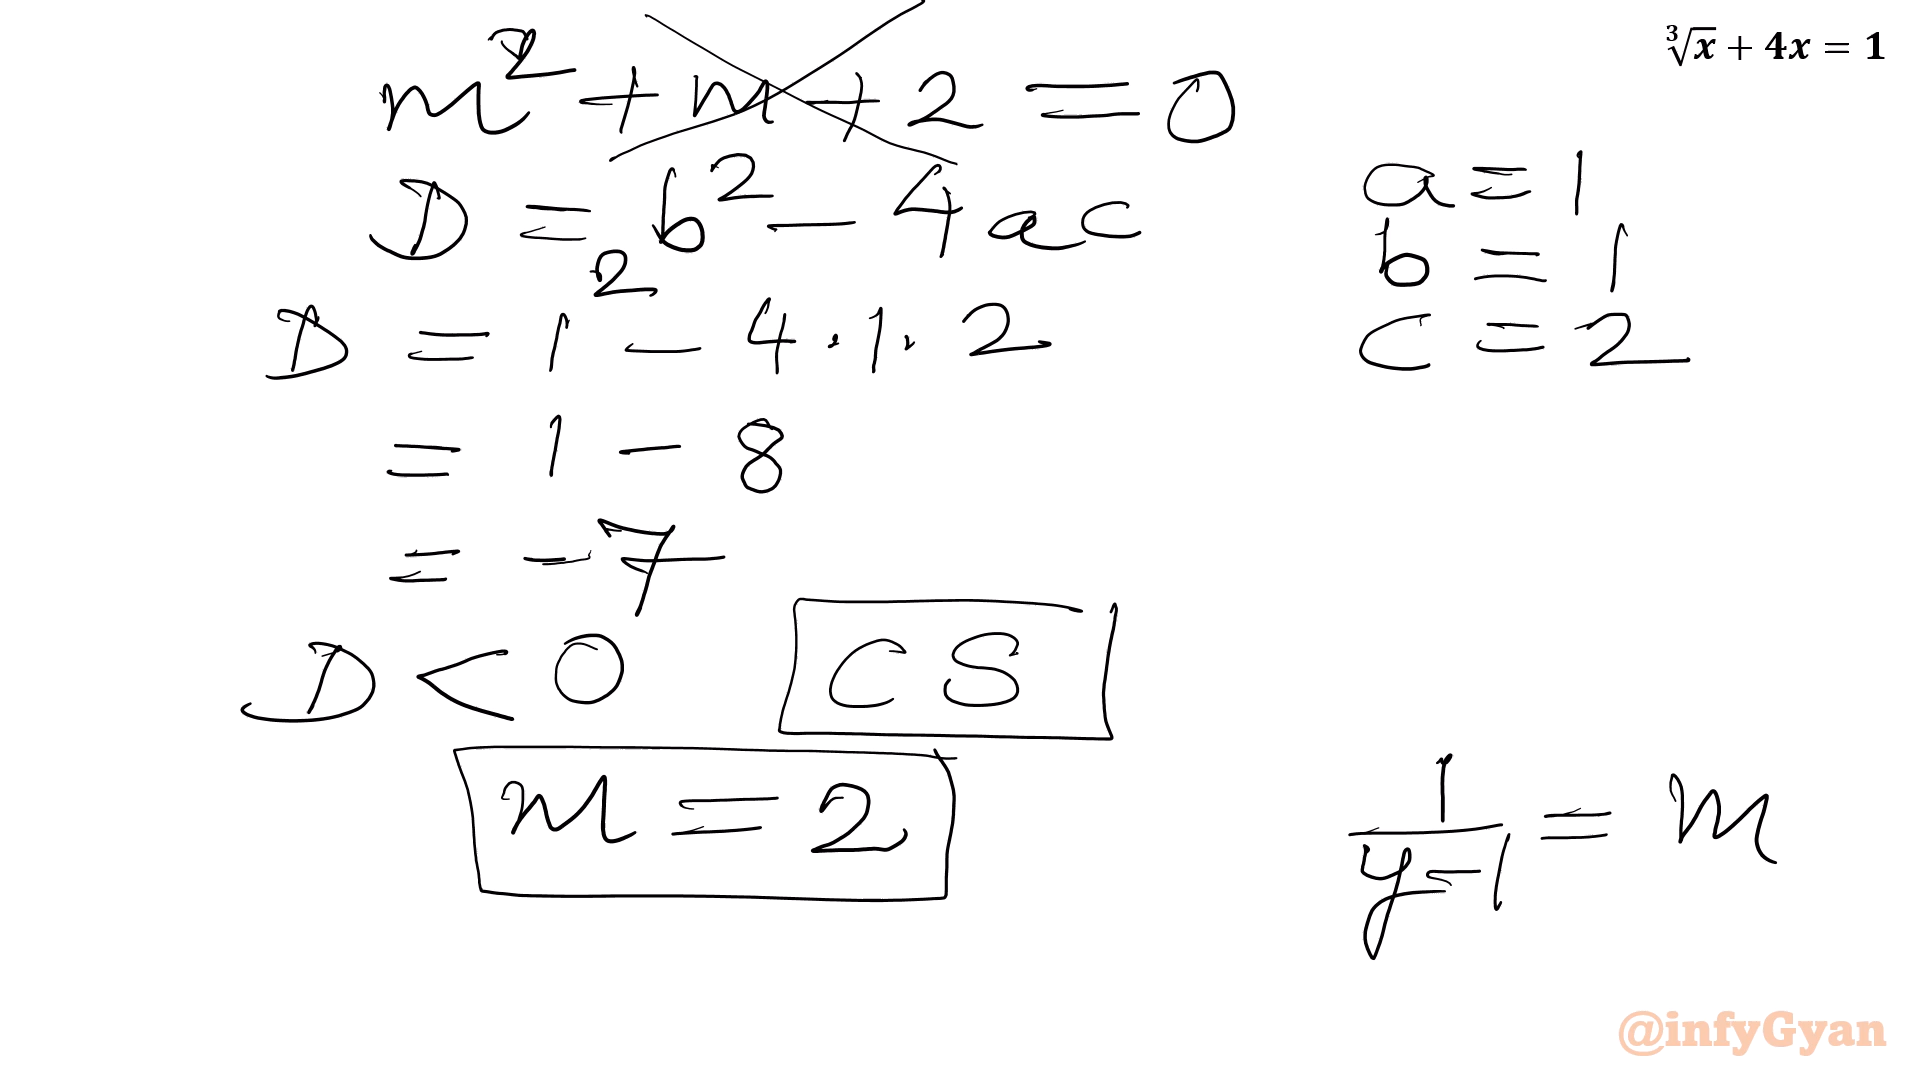 ∛x + 4x = 1
m² + m + 2 = 0
D = b² − 4ac
a = 1
b = 1
c = 2
D = 1² − 4·1·2
= 1 − 8
= −7
D < 0
CS
m = 2
1/(y−1) = m
@infyGyan